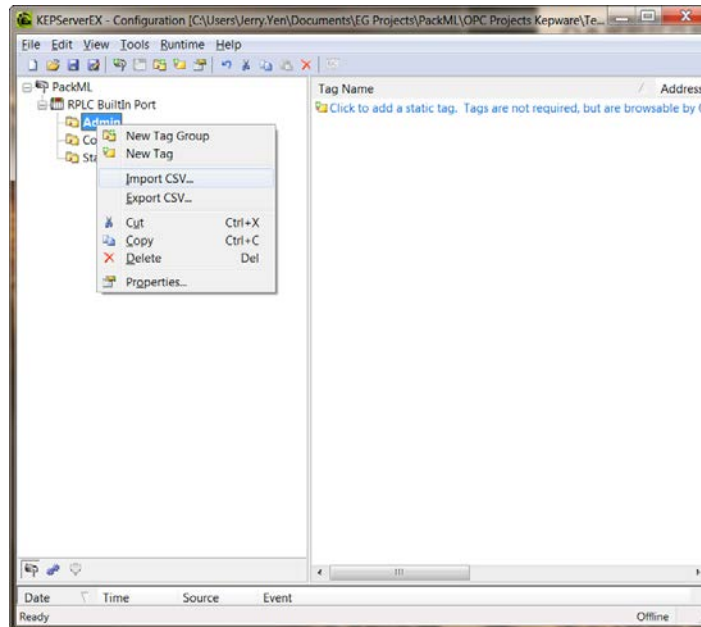 KEPServerEX - Configuration [C:\Users\Jerry.Yen\Documents\EG Projects\PackML\OPC Projects Kepware\Te...
File Edit View Tools Runtime Help
PackML
RPLC Builtin Port
Admin
Co
Sta
New Tag Group
New Tag
Import CSV...
Export CSV...
Cut Ctrl+X
Copy Ctrl+C
Delete Del
Properties...
Tag Name Address
Click to add a static tag. Tags are not required, but are browsable by
Date Time Source Event
Ready Offline